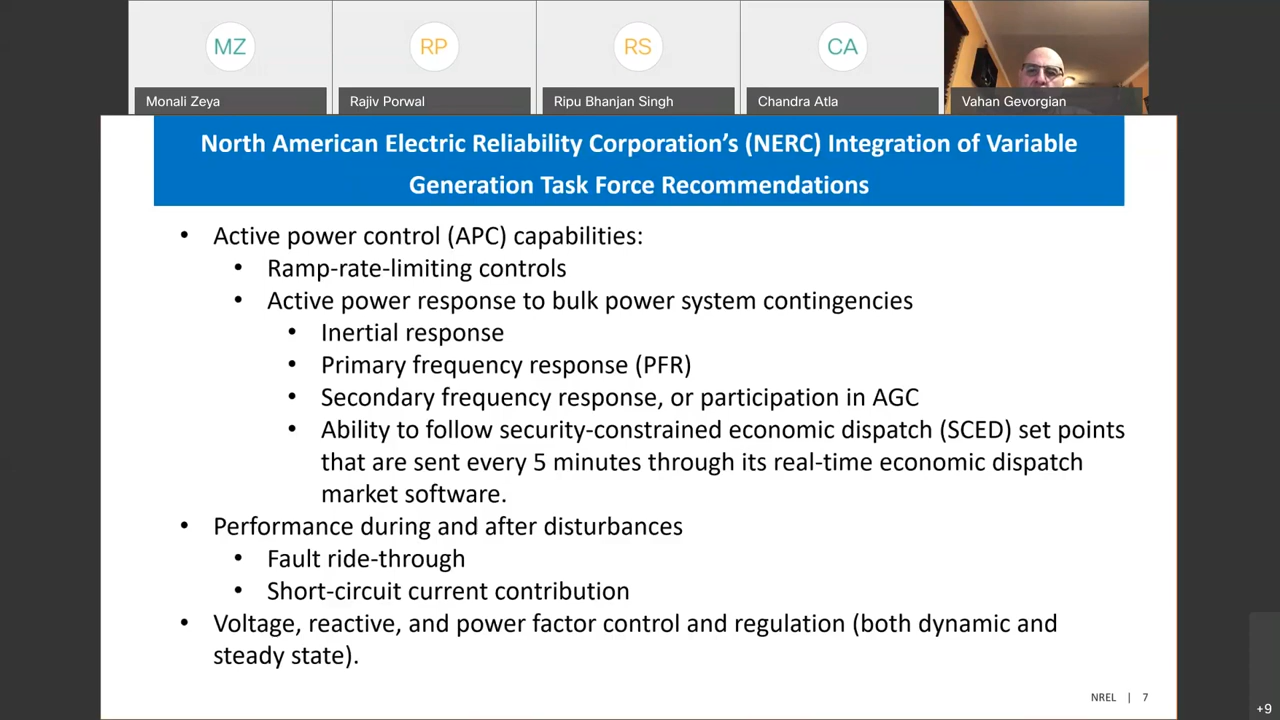 MZ
RP
RS
CA
Monali Zeya
Rajiv Porwal
Ripu Bhanjan Singh
Chandra Atla
Vahan Gevorgian
North American Electric Reliability Corporation’s (NERC) Integration of Variable
Generation Task Force Recommendations
• Active power control (APC) capabilities:
• Ramp-rate-limiting controls
• Active power response to bulk power system contingencies
• Inertial response
• Primary frequency response (PFR)
• Secondary frequency response, or participation in AGC
• Ability to follow security-constrained economic dispatch (SCED) set points
that are sent every 5 minutes through its real-time economic dispatch
market software.
• Performance during and after disturbances
• Fault ride-through
• Short-circuit current contribution
• Voltage, reactive, and power factor control and regulation (both dynamic and
steady state).
NREL | 7
+9